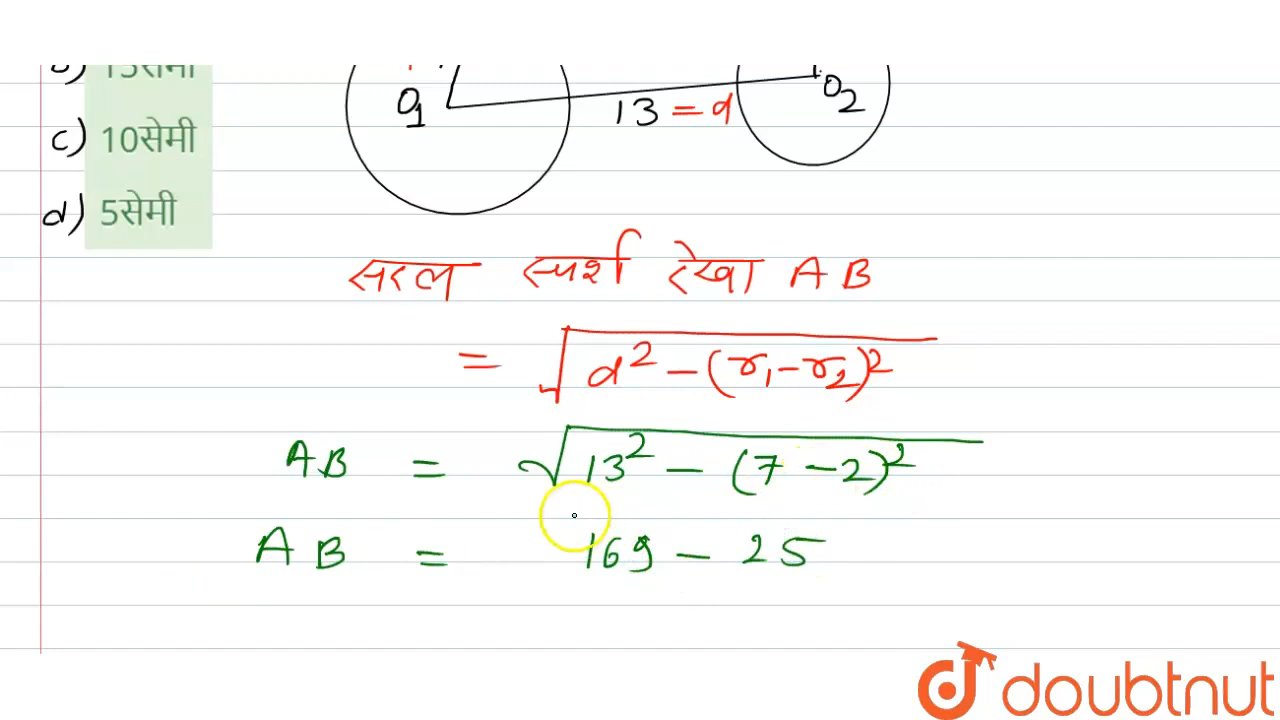 b) 15सेमी
O1 13 = d O2
c) 10सेमी
d) 5सेमी
सरल स्पर्श रेखा AB
= √d² - (r₁ - r₂)²
AB = √13² - (7 - 2)²
AB = 169 - 25
doubtnut